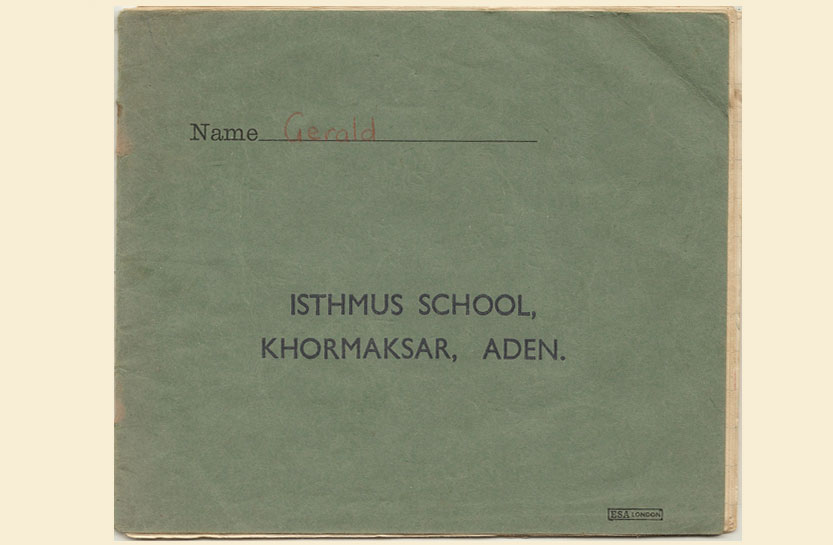 Name Gerald
ISTHMUS SCHOOL,
KHORMAKSAR, ADEN.
ESA LONDON